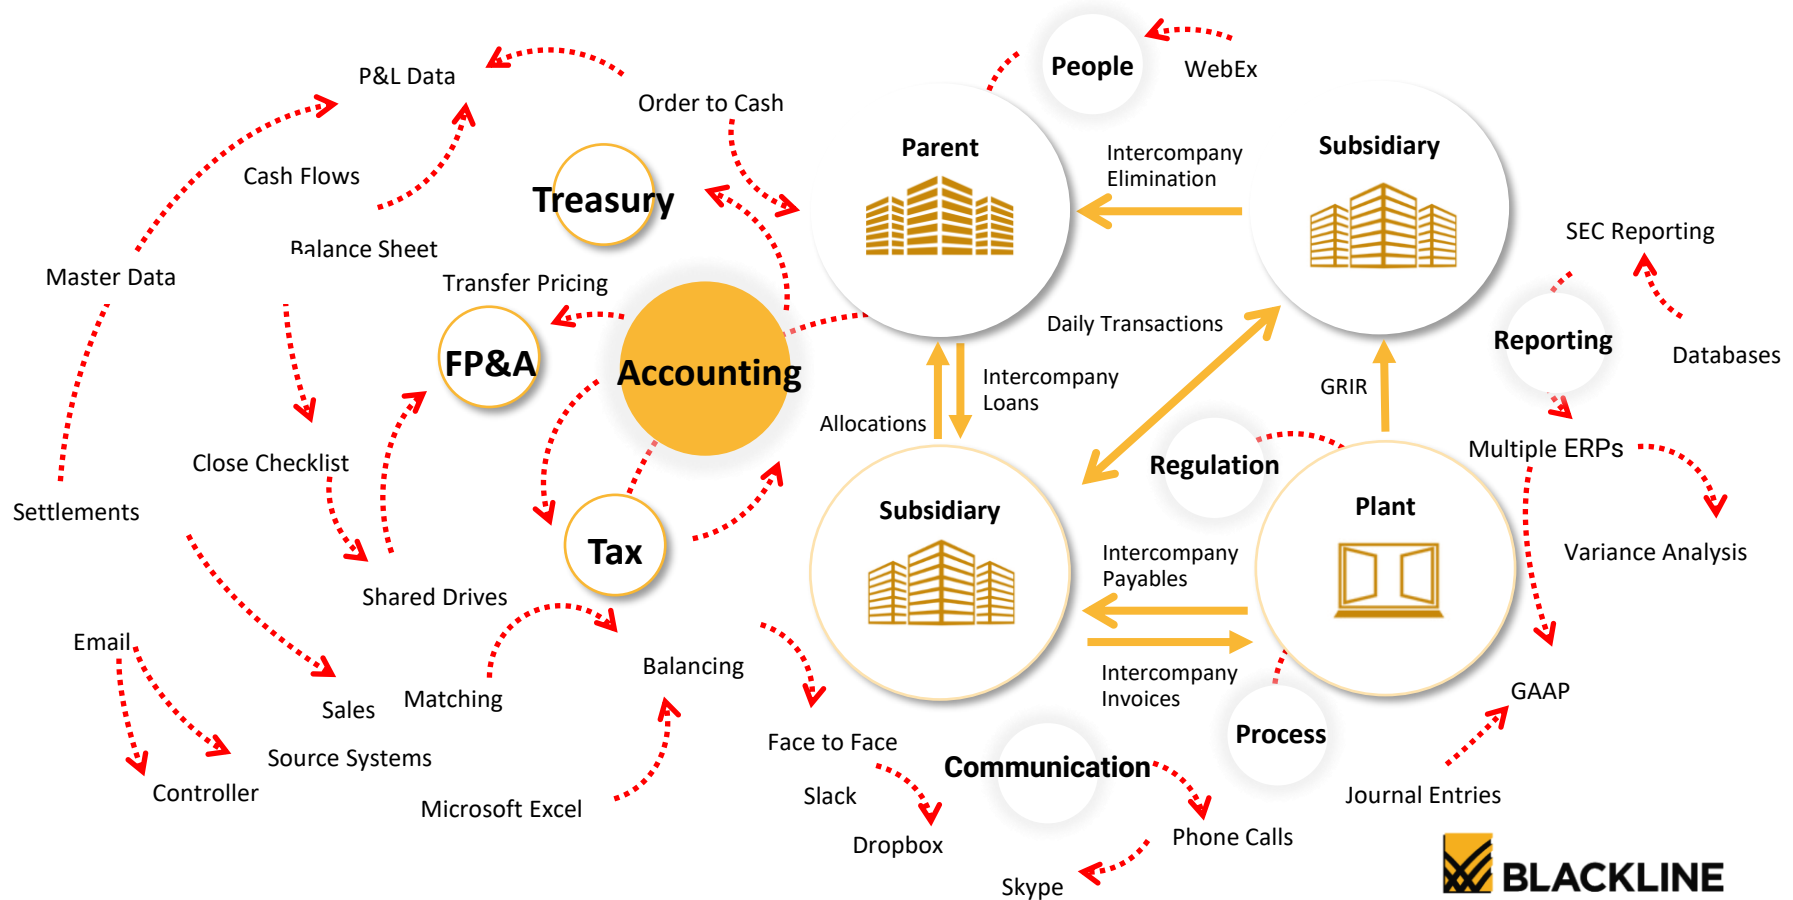 People
WebEx
P&L Data
Order to Cash
Parent
Intercompany
Elimination
Subsidiary
Cash Flows
Treasury
Balance Sheet
SEC Reporting
Master Data
Transfer Pricing
Daily Transactions
Reporting
Databases
FP&A
Accounting
Intercompany
Loans
GRIR
Allocations
Close Checklist
Regulation
Multiple ERPs
Settlements
Subsidiary
Plant
Tax
Intercompany
Payables
Variance Analysis
Shared Drives
Email
Balancing
Intercompany
Invoices
GAAP
Sales
Matching
Source Systems
Face to Face
Communication
Process
Controller
Microsoft Excel
Slack
Journal Entries
Dropbox
Phone Calls
Skype
BLACKLINE